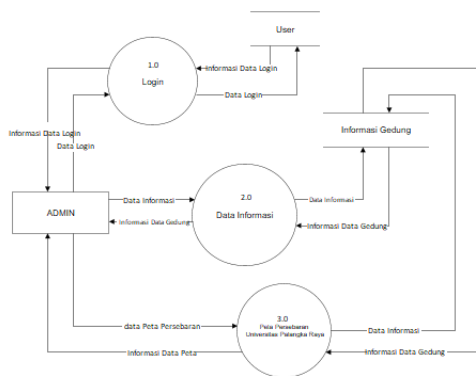 User
1.0
Login
Informasi Data Login
Data Login
Informasi Data Login
Data Login
Informasi Gedung
ADMIN
Data Informasi
Informasi Data Gedung
2.0
Data Informasi
Data Informasi
Informasi Data Gedung
3.0
Peta Persebaran
Universitas Palangka Raya
data Peta Persebaran
Informasi Data Peta
Data Informasi
Informasi Data Gedung